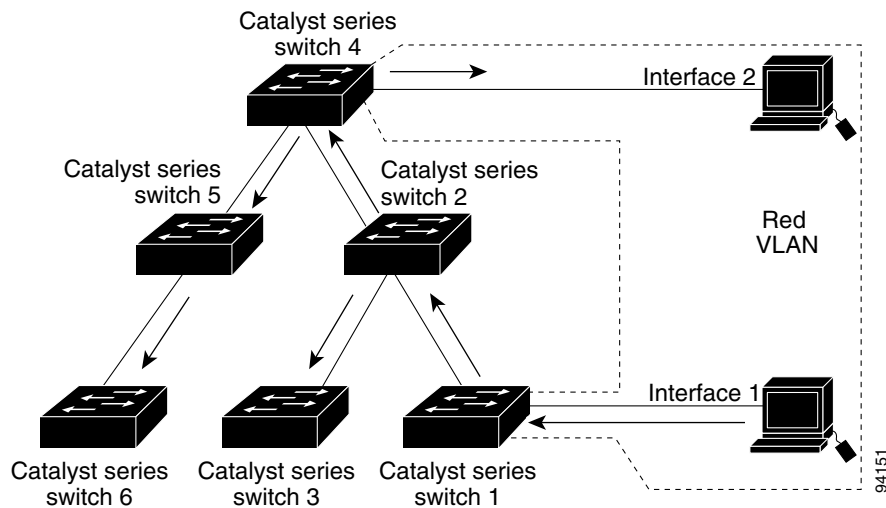 Catalyst series
switch 4
Interface 2
Catalyst series
switch 5
Catalyst series
switch 2
Red
VLAN
Interface 1
Catalyst series
switch 6
Catalyst series
switch 3
Catalyst series
switch 1
94151